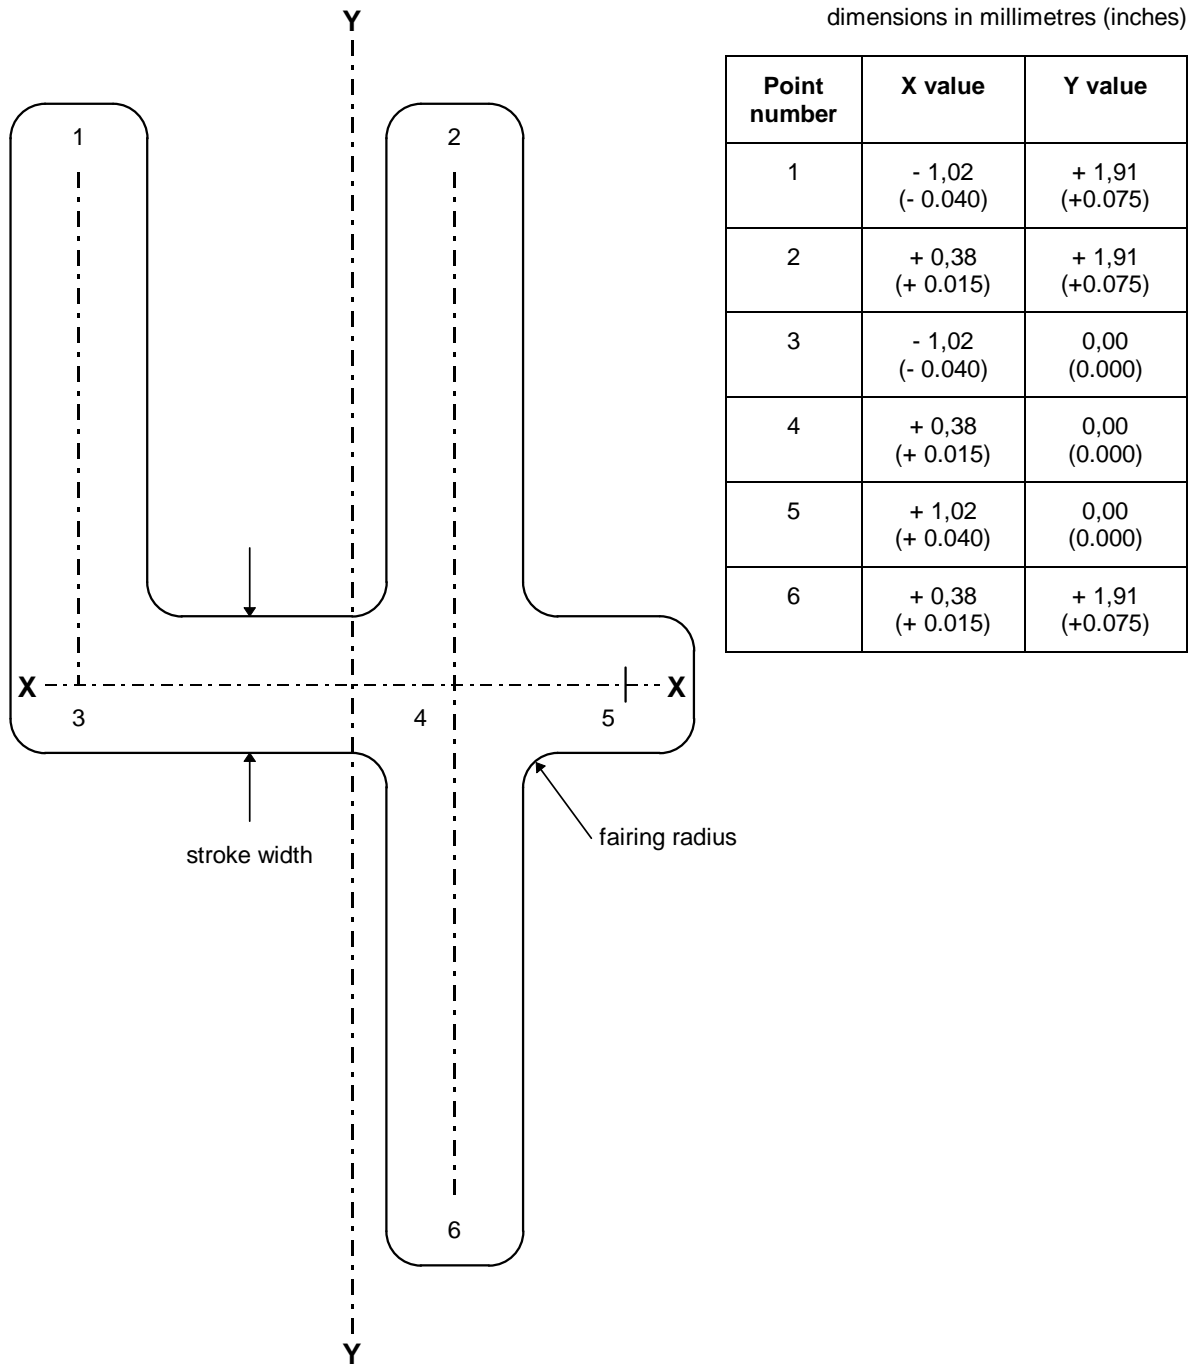 dimensions in millimetres (inches)
Y
Point number | X value | Y value
1 | - 1,02 (- 0.040) | + 1,91 (+0.075)
2 | + 0,38 (+ 0.015) | + 1,91 (+0.075)
3 | - 1,02 (- 0.040) | 0,00 (0.000)
4 | + 0,38 (+ 0.015) | 0,00 (0.000)
5 | + 1,02 (+ 0.040) | 0,00 (0.000)
6 | + 0,38 (+ 0.015) | + 1,91 (+0.075)
1 2
X X
3 4 5
stroke width
fairing radius
6
Y